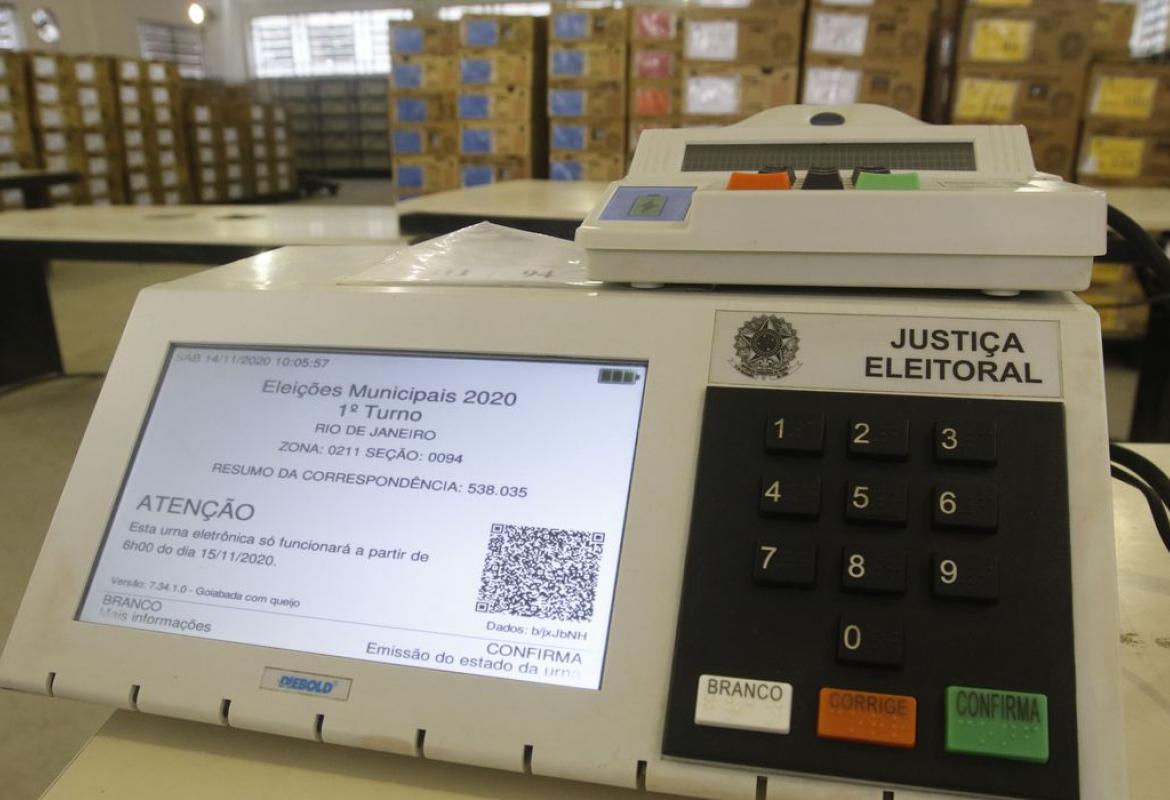 SAB 14/11/2020 10:05:57
Eleições Municipais 2020
1º Turno
RIO DE JANEIRO
ZONA: 0211 SEÇÃO: 0094
RESUMO DA CORRESPONDÊNCIA: 538.035
ATENÇÃO
Esta urna eletrônica só funcionará a partir de
6h00 do dia 15/11/2020.
Versão: 7.34.1.0 - Goiabada com queijo
Dados: b/jxJbNH
BRANCO
Mais informações
CONFIRMA
Emissão do estado da urna
DIEBOLD
JUSTIÇA
ELEITORAL
1 2 3
4 5 6
7 8 9
0
BRANCO CORRIGE CONFIRMA
94